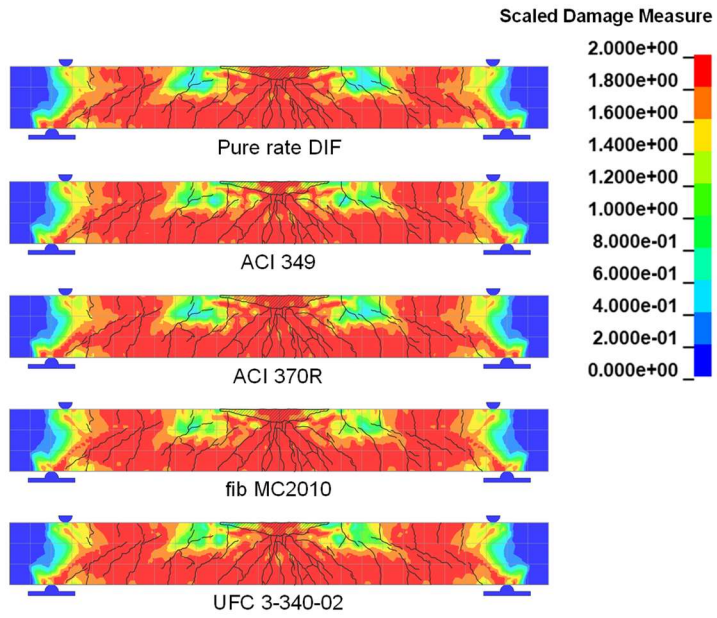 Scaled Damage Measure
2.000e+00
1.800e+00
1.600e+00
1.400e+00
1.200e+00
1.000e+00
8.000e-01
6.000e-01
4.000e-01
2.000e-01
0.000e+00
Pure rate DIF
ACI 349
ACI 370R
fib MC2010
UFC 3-340-02